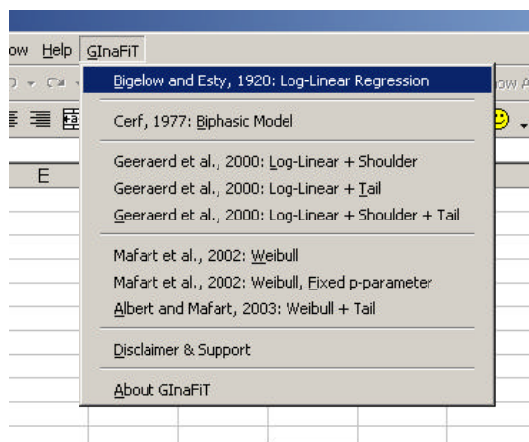 ow Help GInaFiT
Bigelow and Esty, 1920: Log-Linear Regression
Cerf, 1977: Biphasic Model
Geeraerd et al., 2000: Log-Linear + Shoulder
Geeraerd et al., 2000: Log-Linear + Tail
Geeraerd et al., 2000: Log-Linear + Shoulder + Tail
E
Mafart et al., 2002: Weibull
Mafart et al., 2002: Weibull, Fixed p-parameter
Albert and Mafart, 2003: Weibull + Tail
Disclaimer & Support
About GInaFiT